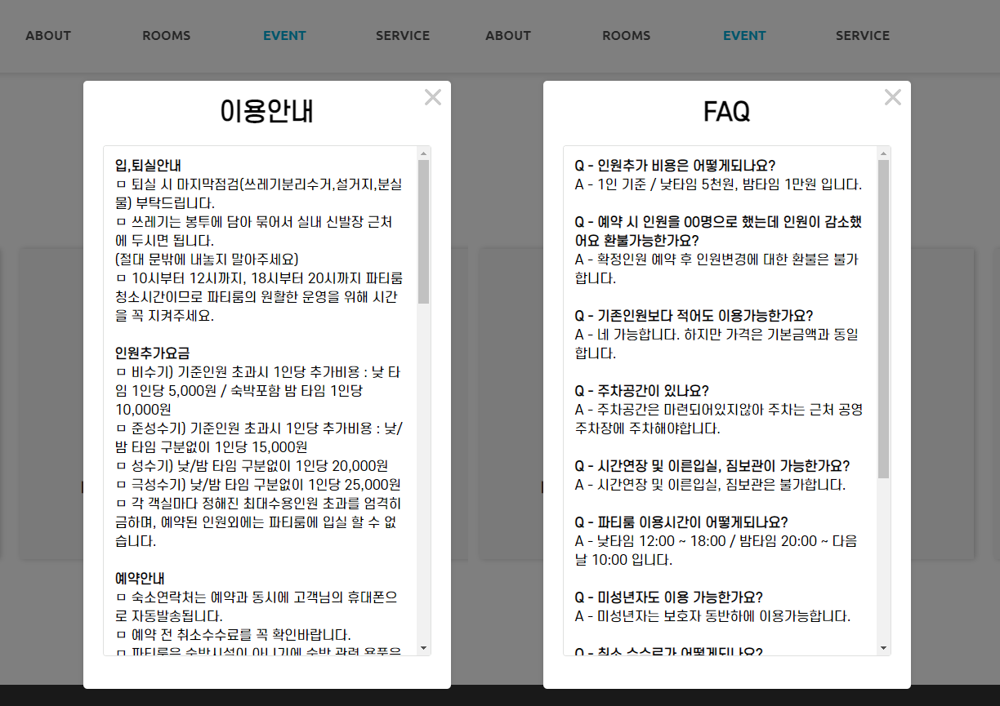 ABOUT ROOMS EVENT SERVICE ABOUT ROOMS EVENT SERVICE
이용안내
입,퇴실안내
ㅁ 퇴실 시 마지막점검(쓰레기분리수거,설거지,분실
물) 부탁드립니다.
ㅁ 쓰레기는 봉투에 담아 묶어서 실내 신발장 근처
에 두시면 됩니다.
(절대 문밖에 내놓지 말아주세요)
ㅁ 10시부터 12시까지, 18시부터 20시까지 파티룸
청소시간이므로 파티룸의 원활한 운영을 위해 시간
을 꼭 지켜주세요.
인원추가요금
ㅁ 비수기) 기준인원 초과시 1인당 추가비용 : 낮 타
임 1인당 5,000원 / 숙박포함 밤 타임 1인당
10,000원
ㅁ 준성수기) 기준인원 초과시 1인당 추가비용 : 낮/
밤 타임 구분없이 1인당 15,000원
ㅁ 성수기) 낮/밤 타임 구분없이 1인당 20,000원
ㅁ 극성수기) 낮/밤 타임 구분없이 1인당 25,000원
ㅁ 각 객실마다 정해진 최대수용인원 초과를 엄격히
금하며, 예약된 인원외에는 파티룸에 입실 할 수 없
습니다.
예약안내
ㅁ 숙소연락처는 예약과 동시에 고객님의 휴대폰으
로 자동발송됩니다.
ㅁ 예약 전 취소수수료를 꼭 확인바랍니다.
ㅁ 파티룸은 숙박시설이 아니기에 숙박 관련 용품은
FAQ
Q - 인원추가 비용은 어떻게되나요?
A - 1인 기준 / 낮타임 5천원, 밤타임 1만원 입니다.
Q - 예약 시 인원을 00명으로 했는데 인원이 감소했
어요 환불가능한가요?
A - 확정인원 예약 후 인원변경에 대한 환불은 불가
합니다.
Q - 기존인원보다 적어도 이용가능한가요?
A - 네 가능합니다. 하지만 가격은 기본금액과 동일
합니다.
Q - 주차공간이 있나요?
A - 주차공간은 마련되어있지않아 주차는 근처 공영
주차장에 주차해야합니다.
Q - 시간연장 및 이른입실, 짐보관이 가능한가요?
A - 시간연장 및 이른입실, 짐보관은 불가합니다.
Q - 파티룸 이용시간이 어떻게되나요?
A - 낮타임 12:00 ~ 18:00 / 밤타임 20:00 ~ 다음
날 10:00 입니다.
Q - 미성년자도 이용 가능한가요?
A - 미성년자는 보호자 동반하에 이용가능합니다.
Q - 취소 수수료가 어떻게되나요?